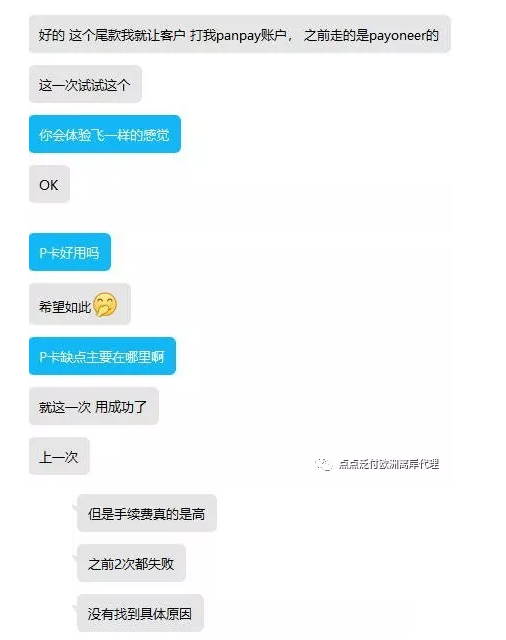 好的 这个尾款我就让客户 打我panpay账户， 之前走的是payoneer的
这一次试试这个
你会体验飞一样的感觉
OK
P卡好用吗
希望如此
P卡缺点主要在哪里啊
就这一次 用成功了
上一次
点点泛付欧洲离岸代理
但是手续费真的是高
之前2次都失败
没有找到具体原因